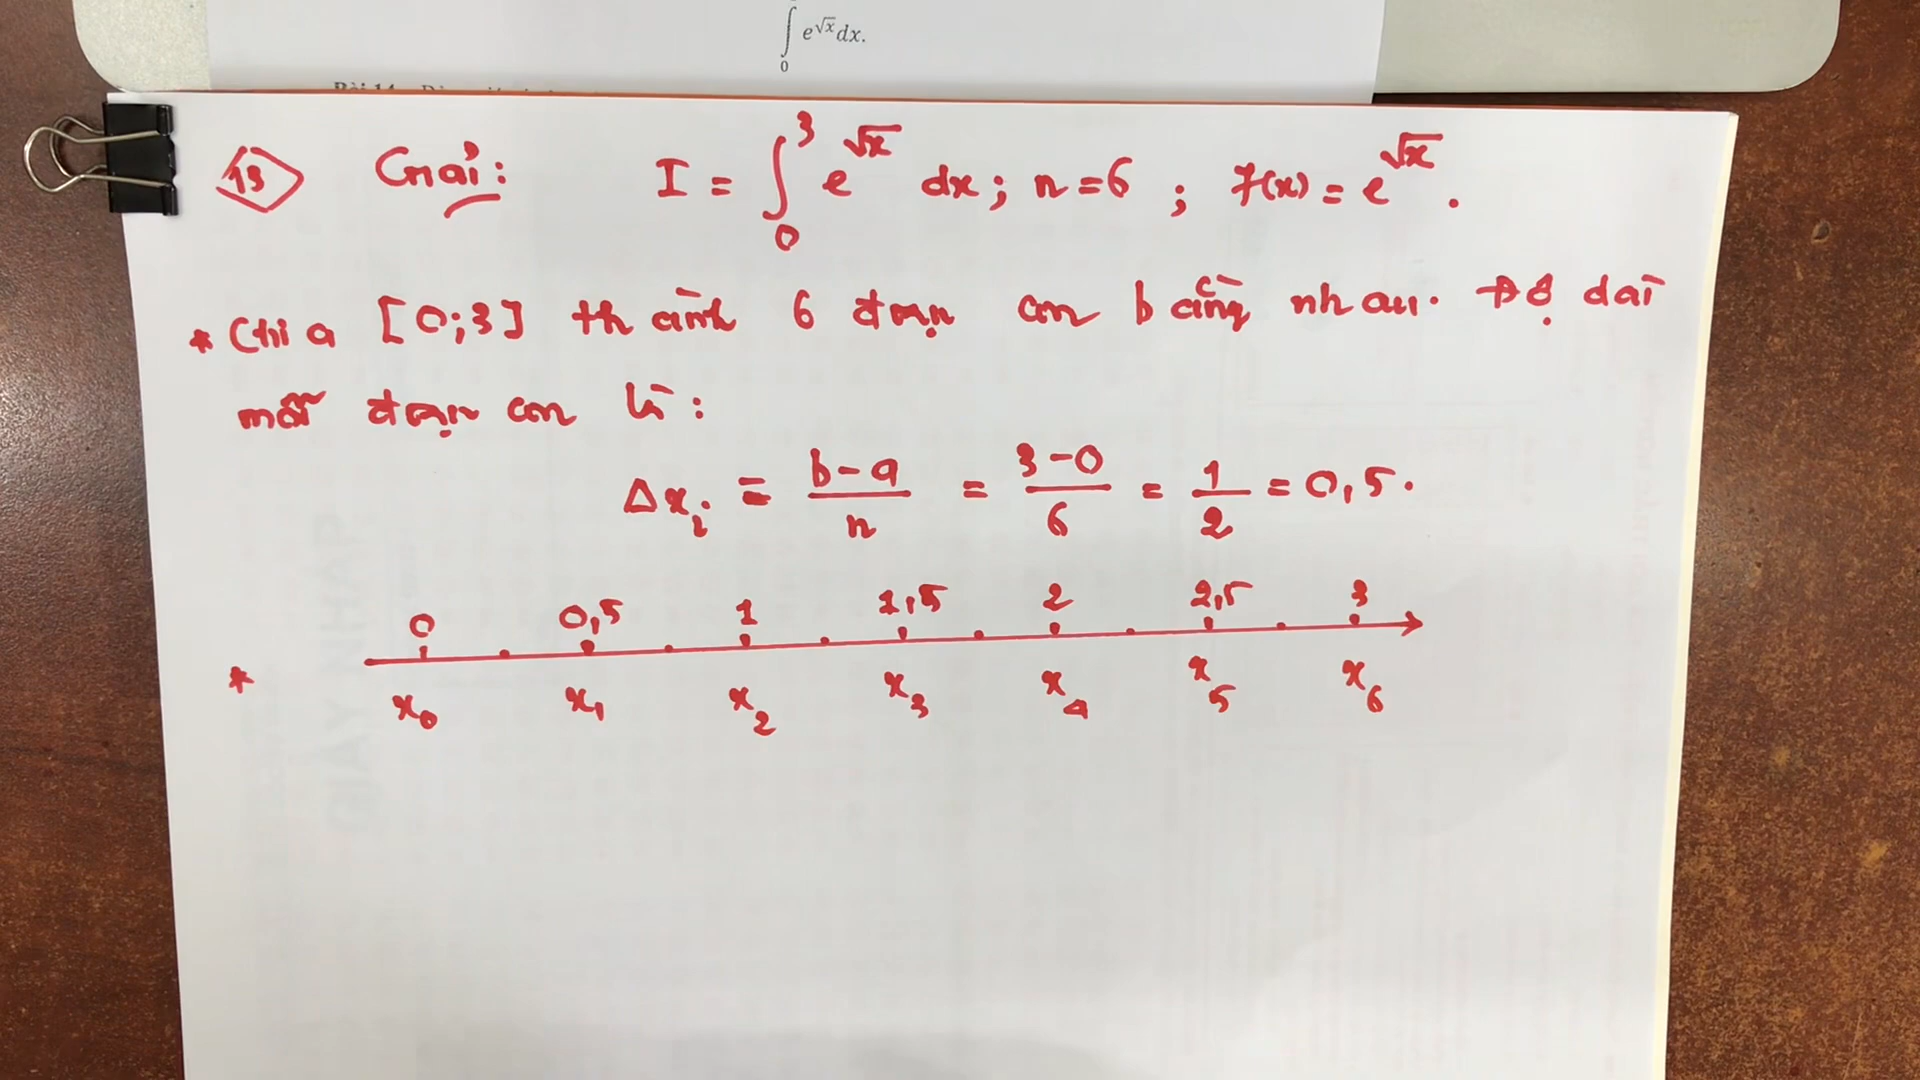 ∫₀ e^√x dx.
13 Giải: I = ∫₀³ e^√x dx ; n = 6 ; f(x) = e^√x .
* Chia [0;3] thành 6 đoạn con bằng nhau. Độ dài
mỗi đoạn con là:
Δxᵢ = (b-a)/n = (3-0)/6 = 1/2 = 0,5.
0 0,5 1 1,5 2 2,5 3
* x₀ x₁ x₂ x₃ x₄ x₅ x₆